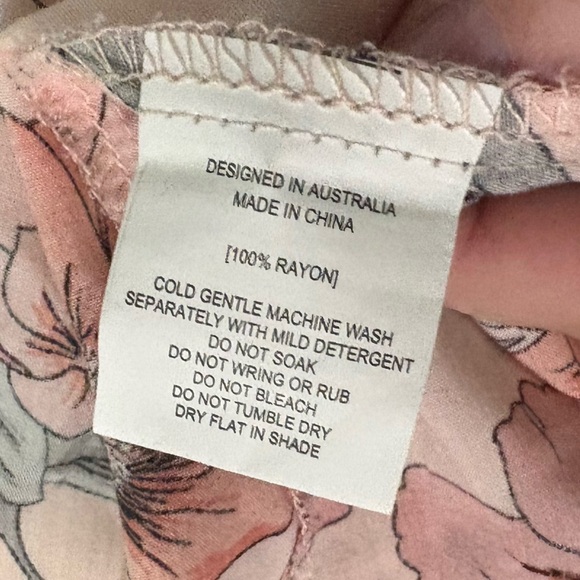 DESIGNED IN AUSTRALIA
MADE IN CHINA
[100% RAYON]
COLD GENTLE MACHINE WASH
SEPARATELY WITH MILD DETERGENT
DO NOT SOAK
DO NOT WRING OR RUB
DO NOT BLEACH
DO NOT TUMBLE DRY
DRY FLAT IN SHADE